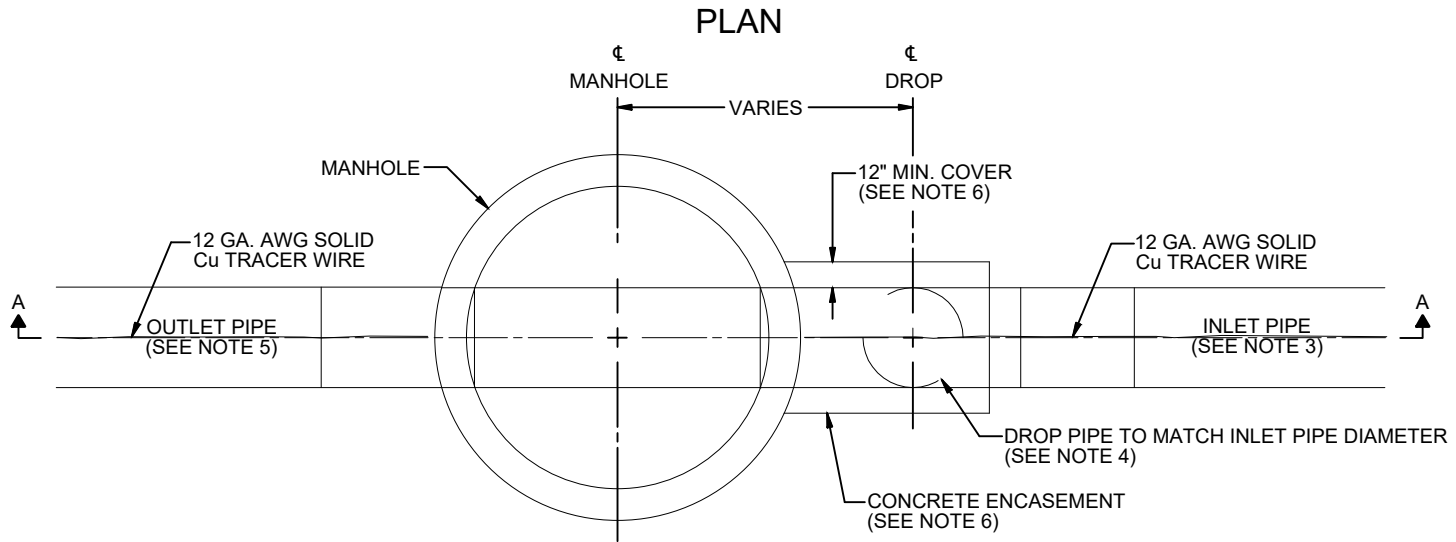 PLAN
℄ ℄
MANHOLE DROP
VARIES
MANHOLE
12" MIN. COVER
(SEE NOTE 6)
12 GA. AWG SOLID
Cu TRACER WIRE
12 GA. AWG SOLID
Cu TRACER WIRE
A
A
OUTLET PIPE
(SEE NOTE 5)
INLET PIPE
(SEE NOTE 3)
DROP PIPE TO MATCH INLET PIPE DIAMETER
(SEE NOTE 4)
CONCRETE ENCASEMENT
(SEE NOTE 6)